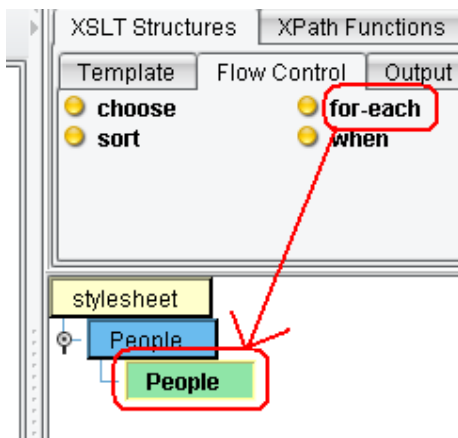 XSLT Structures XPath Functions
Template Flow Control Output
choose for-each
sort when
stylesheet
People
People